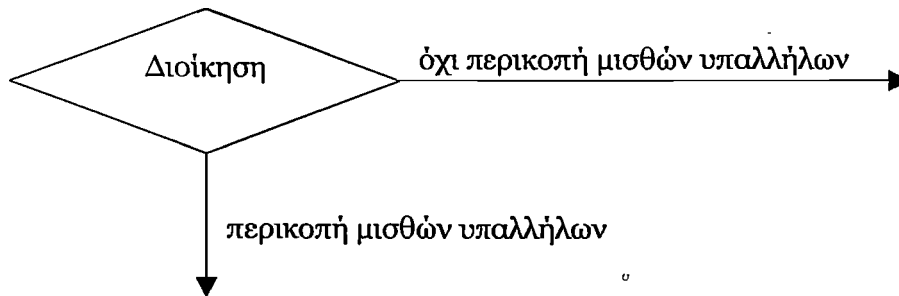 Διοίκηση
όχι περικοπή μισθών υπαλλήλων
περικοπή μισθών υπαλλήλων